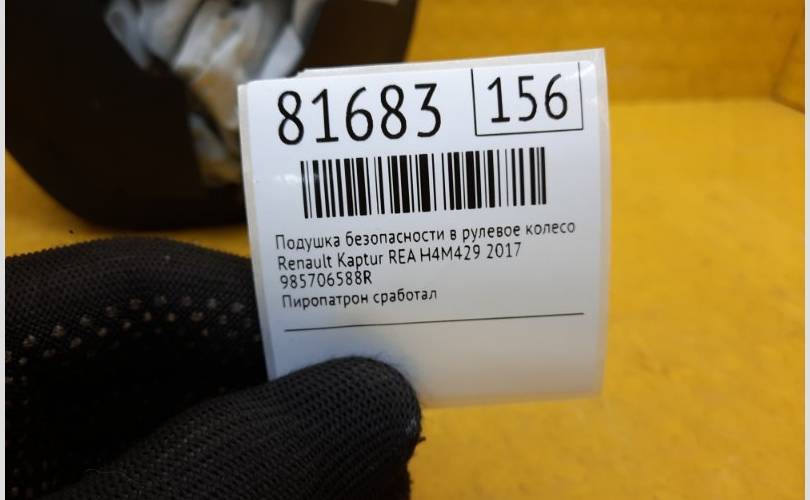 81683 156
Подушка безопасности в рулевое колесо
Renault Kaptur REA H4M429 2017
985706588R
Пиропатрон сработал